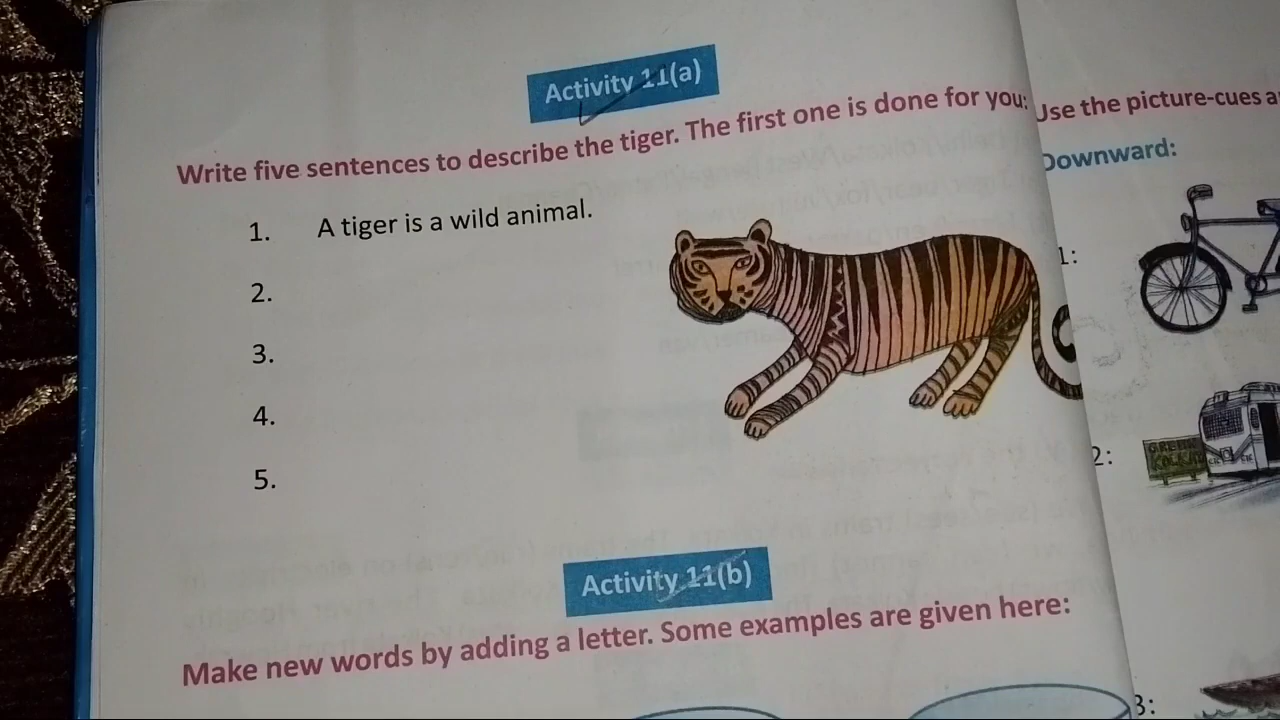 Activity 11(a)
Write five sentences to describe the tiger. The first one is done for you:
1. A tiger is a wild animal.
2.
3.
4.
5.
Activity 11(b)
Make new words by adding a letter. Some examples are given here:
Use the picture-cues
Downward:
1:
2:
3: